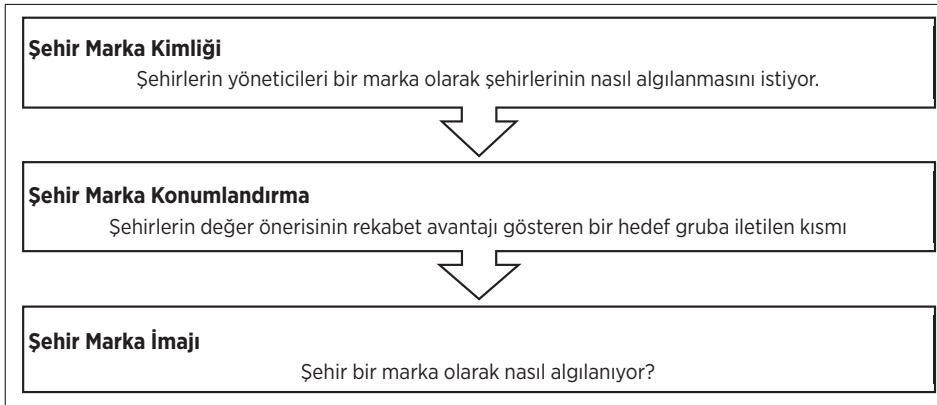 Şehir Marka Kimliği
Şehirlerin yöneticileri bir marka olarak şehirlerinin nasıl algılanmasını istiyor.
Şehir Marka Konumlandırma
Şehirlerin değer önerisinin rekabet avantajı gösteren bir hedef gruba iletilen kısmı
Şehir Marka İmajı
Şehir bir marka olarak nasıl algılanıyor?